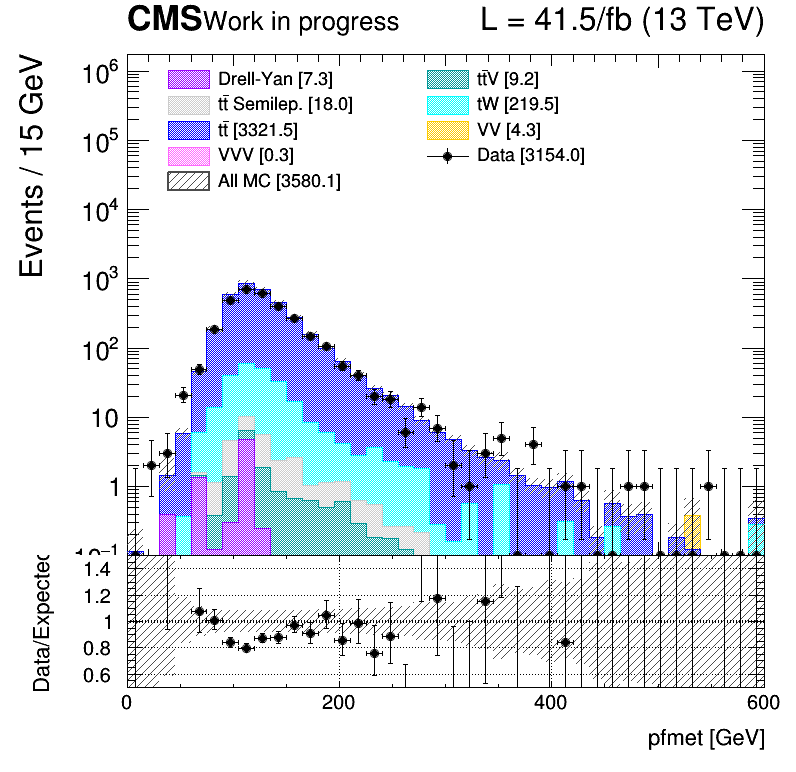 CMS Work in progress L = 41.5/fb (13 TeV)
Events / 15 GeV
10⁶
10⁵
10⁴
10³
10²
10
1
10⁻¹
Drell-Yan [7.3]
tt̄ Semilep. [18.0]
tt̄ [3321.5]
VVV [0.3]
All MC [3580.1]
tt̄V [9.2]
tW [219.5]
VV [4.3]
Data [3154.0]
Data/Expected
1.4
1.2
1
0.8
0.6
0 200 400 600
pfmet [GeV]